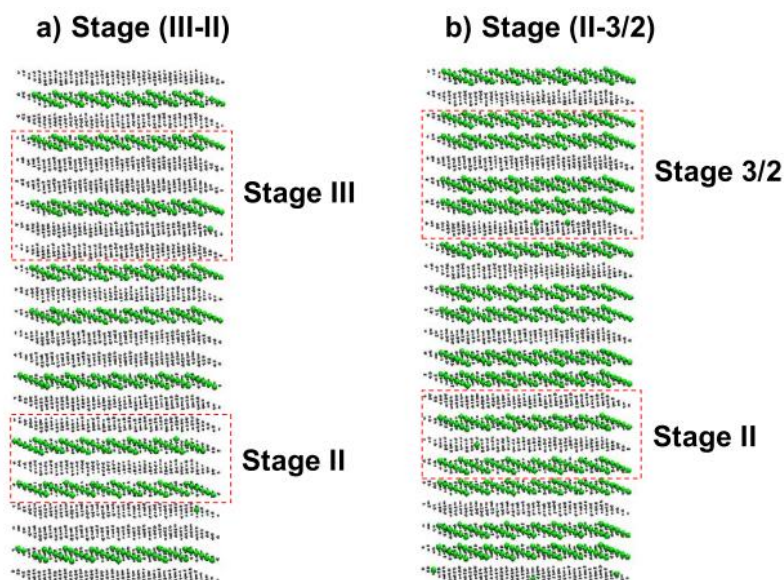 a) Stage (III-II)
b) Stage (II-3/2)
Stage III
Stage 3/2
Stage II
Stage II